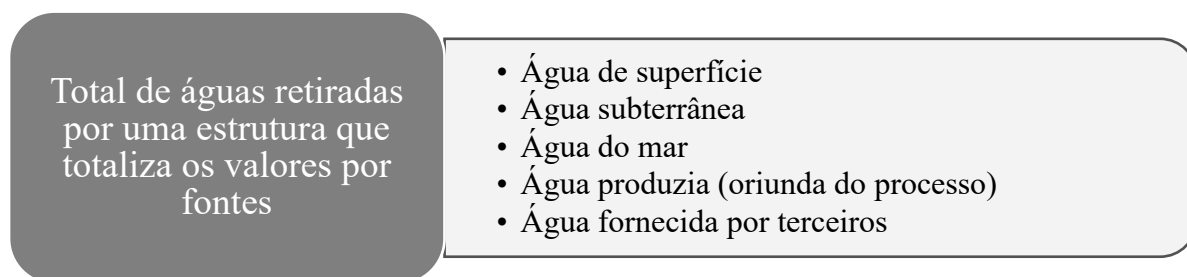 Total de águas retiradas
por uma estrutura que
totaliza os valores por
fontes
• Água de superfície
• Água subterrânea
• Água do mar
• Água produzia (oriunda do processo)
• Água fornecida por terceiros